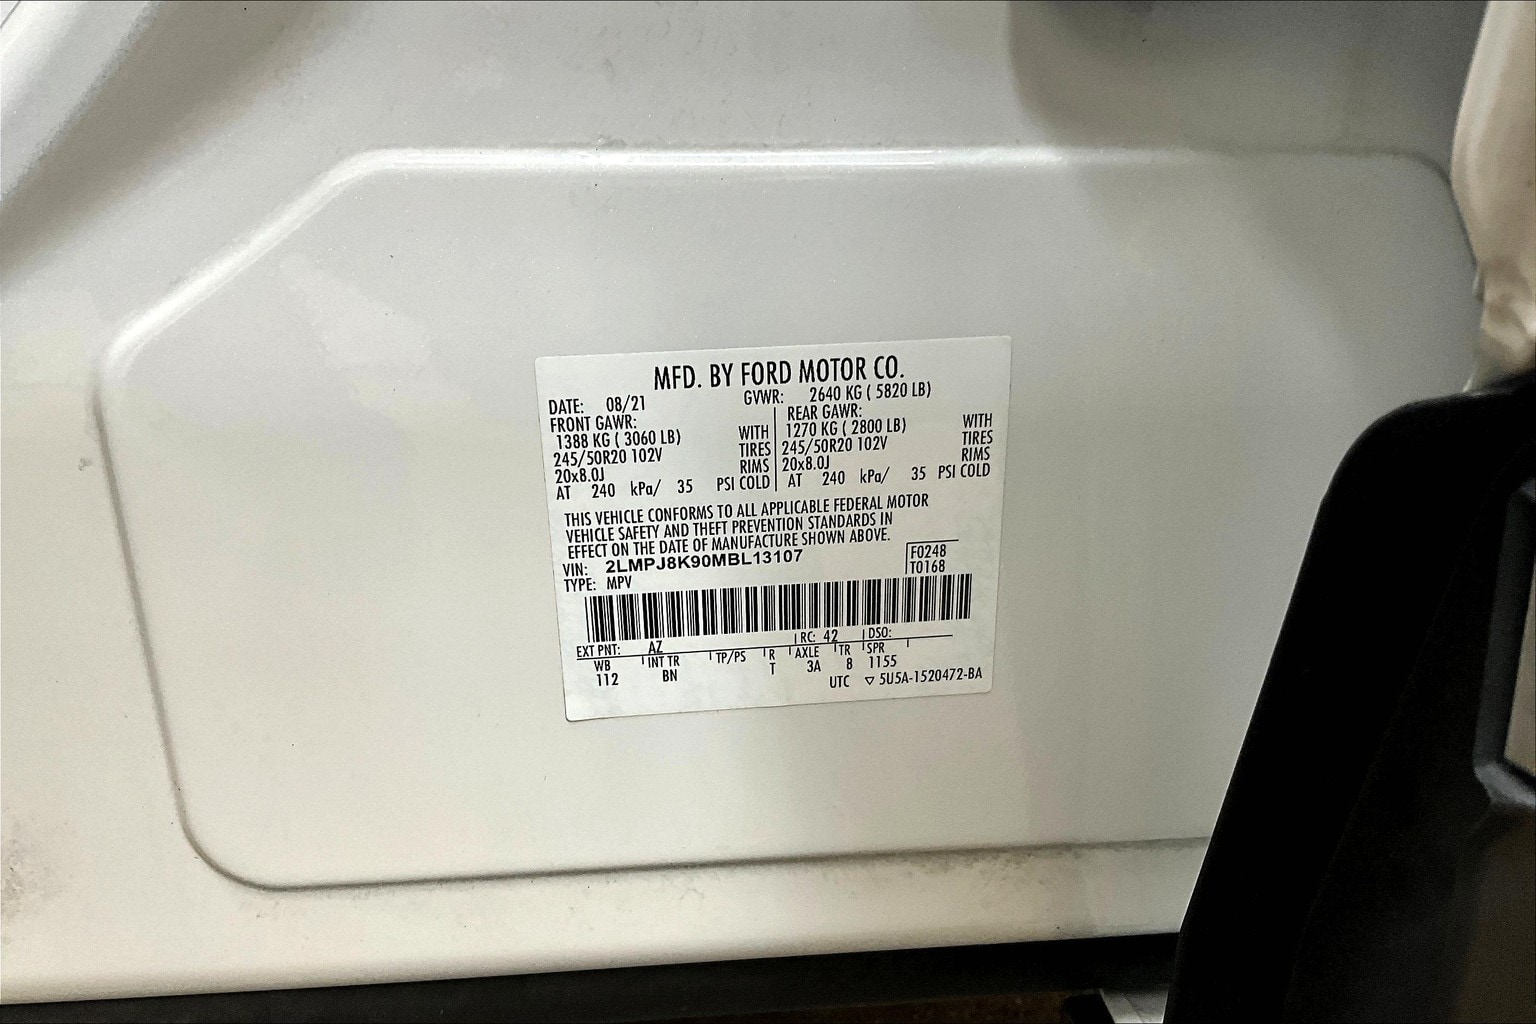 MFD. BY FORD MOTOR CO.
DATE: 08/21 GVWR: 2640 KG ( 5820 LB)
FRONT GAWR: REAR GAWR:
1388 KG ( 3060 LB) WITH 1270 KG ( 2800 LB) WITH
245/50R20 102V TIRES 245/50R20 102V TIRES
20x8.0J RIMS 20x8.0J RIMS
AT 240 kPa/ 35 PSI COLD AT 240 kPa/ 35 PSI COLD
THIS VEHICLE CONFORMS TO ALL APPLICABLE FEDERAL MOTOR
VEHICLE SAFETY AND THEFT PREVENTION STANDARDS IN
EFFECT ON THE DATE OF MANUFACTURE SHOWN ABOVE.
VIN: 2LMPJ8K90MBL13107 F0248
TYPE: MPV T0168
EXT PNT: AZ RC: 42 DSO:
WB INT TR TP/PS R AXLE TR SPR
112 BN T 3A 8 1155
UTC ▽ 5U5A-1520472-BA